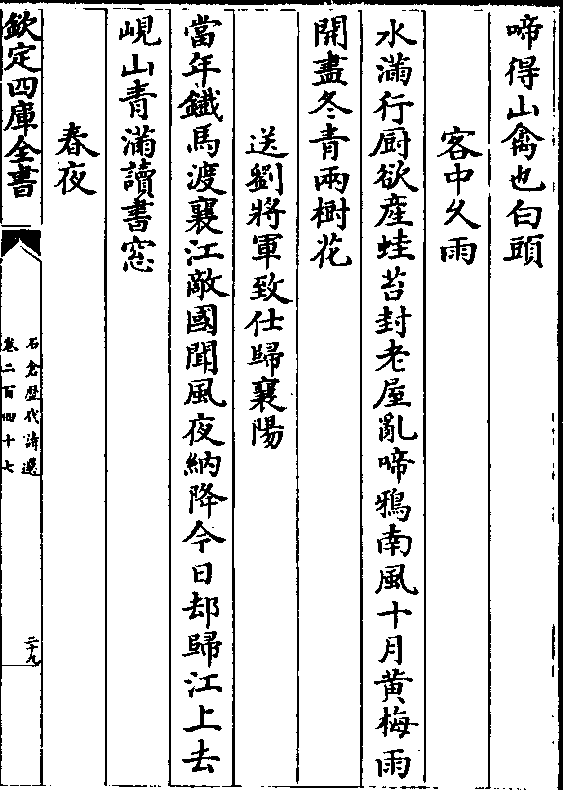 啼得山禽也白頭
客中久雨
水滿行厨欲産蛙苔封老屋亂啼鴉南風十月黄梅雨
開盡冬青兩樹花
送劉將軍致仕歸襄陽
當年鐵馬渡襄江敵國聞風夜納降今日却歸江上去
峴山青滿讀書窓
春夜
欽定四庫全書
石倉歴代詩選
卷二百四十七
二十九